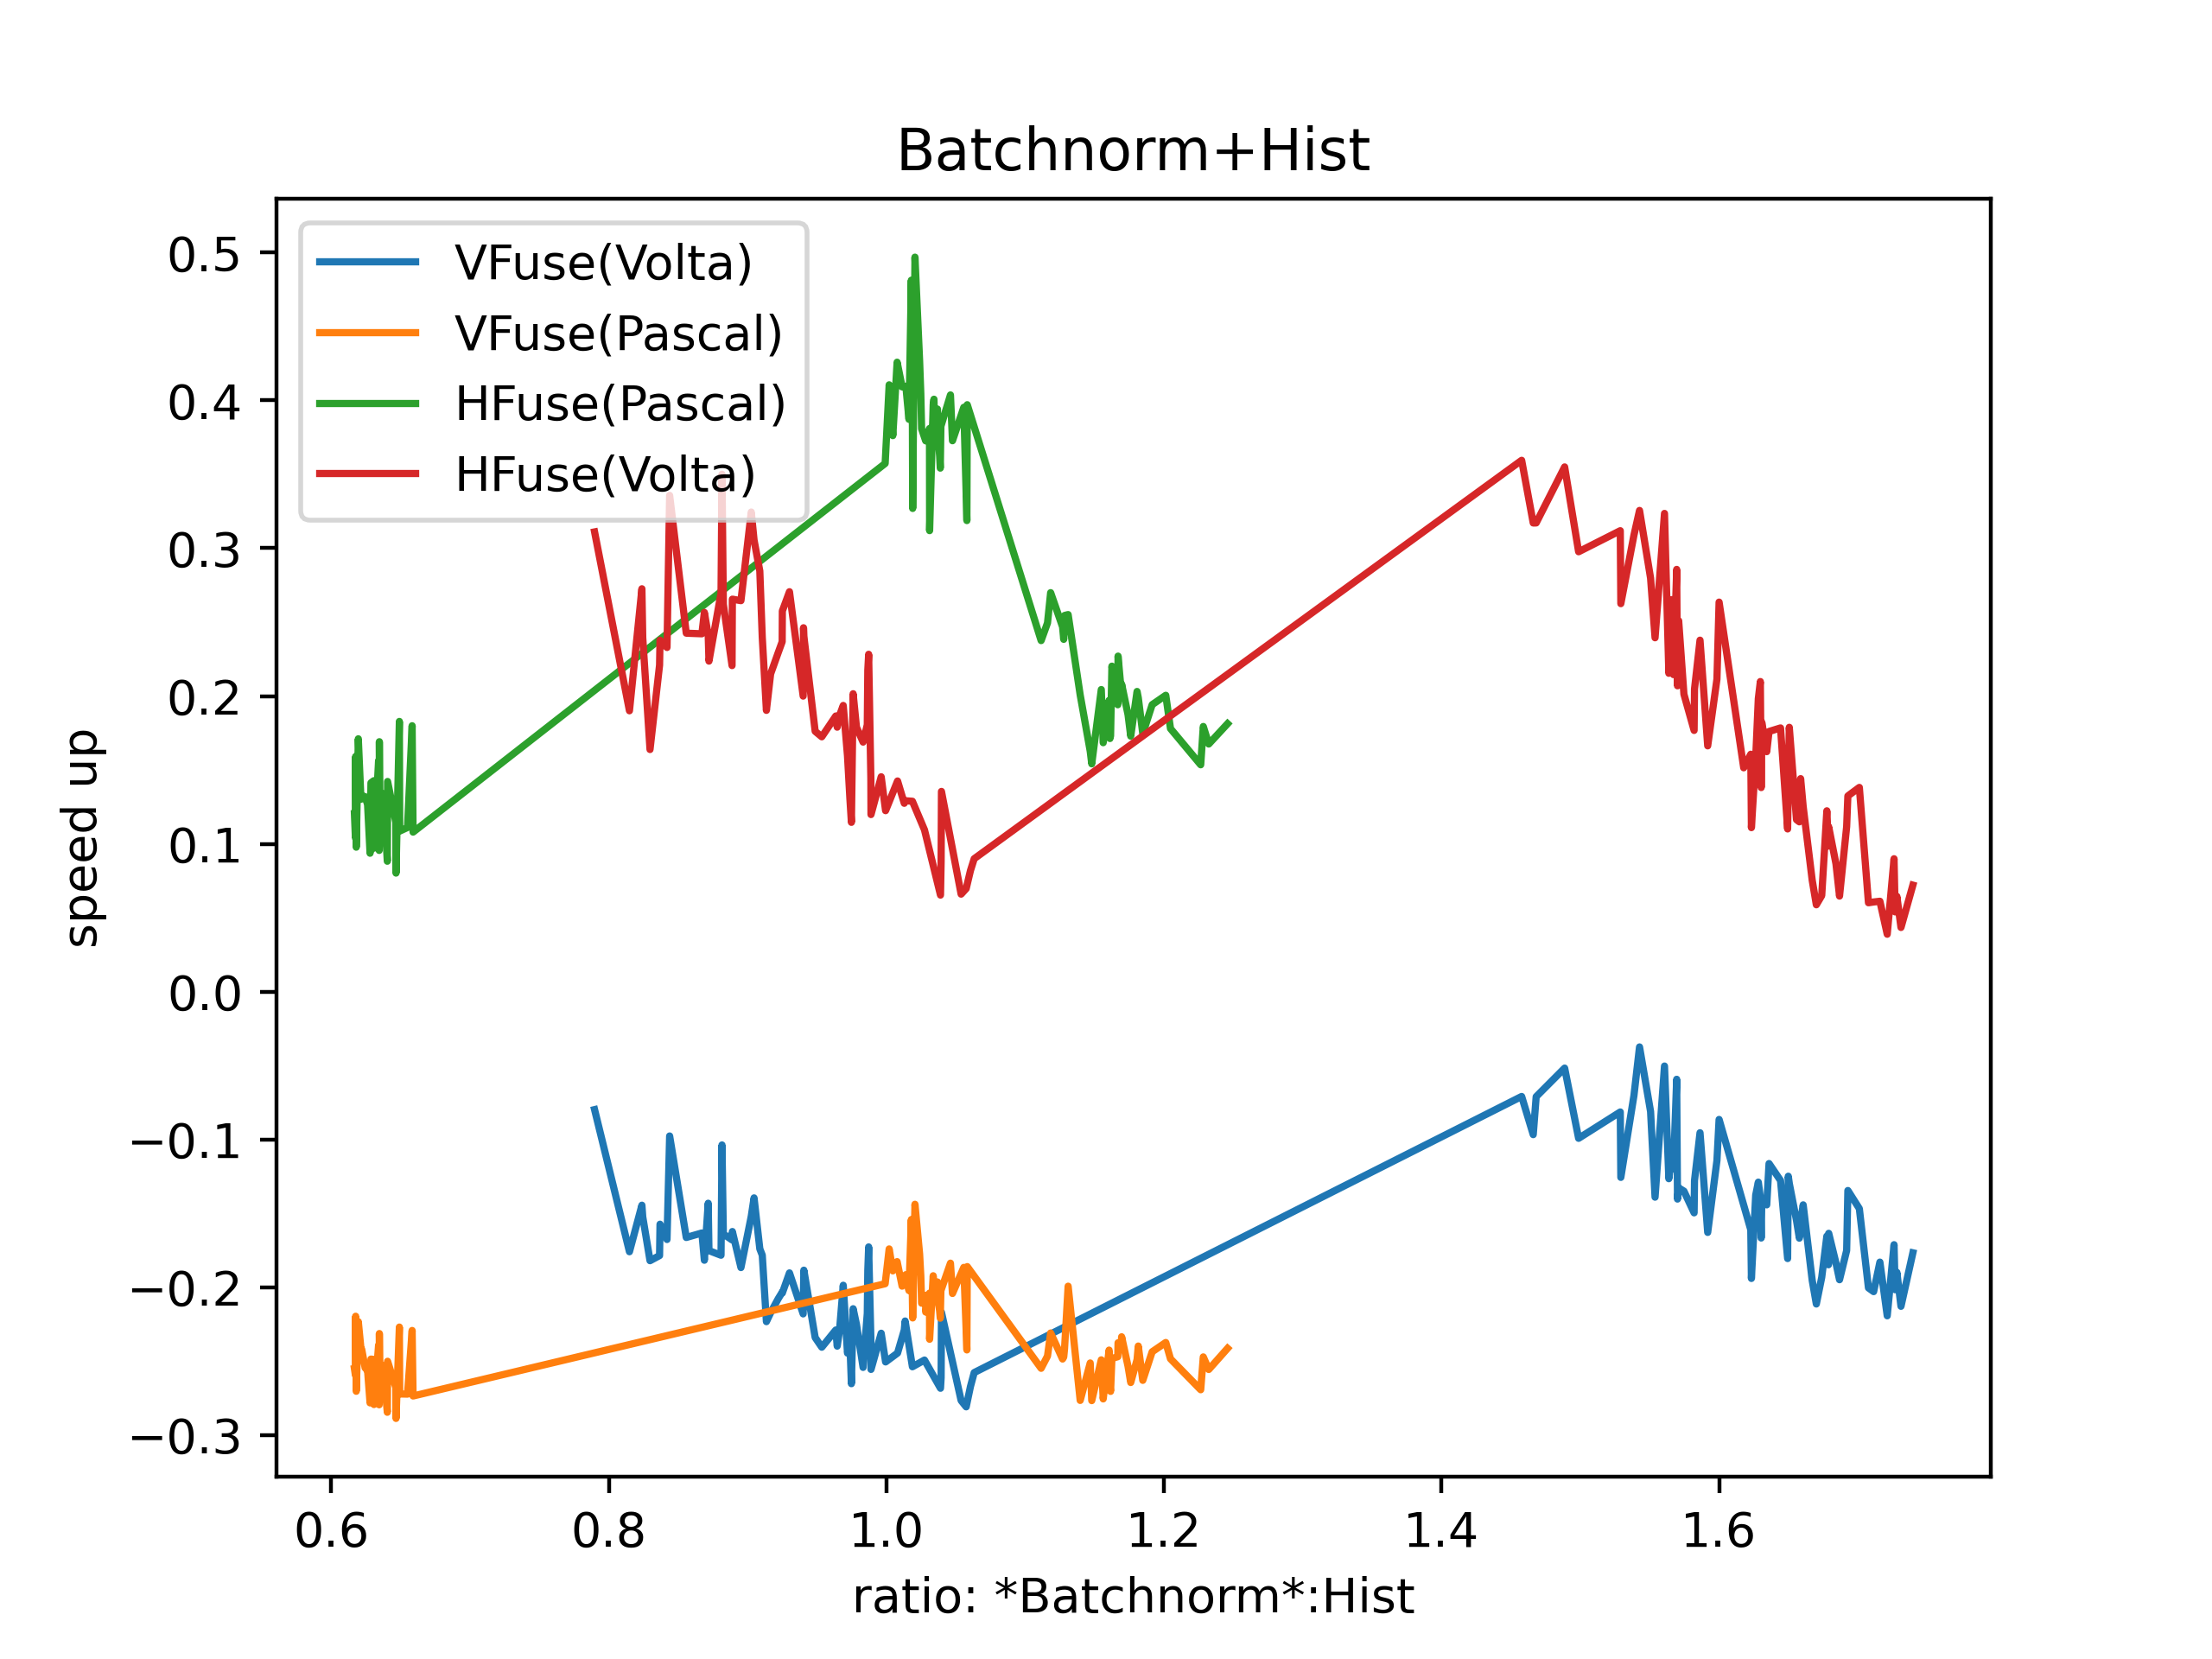 Batchnorm+Hist
VFuse(Volta)
VFuse(Pascal)
HFuse(Pascal)
HFuse(Volta)
speed up
0.5
0.4
0.3
0.2
0.1
0.0
−0.1
−0.2
−0.3
0.6 0.8 1.0 1.2 1.4 1.6
ratio: *Batchnorm*:Hist